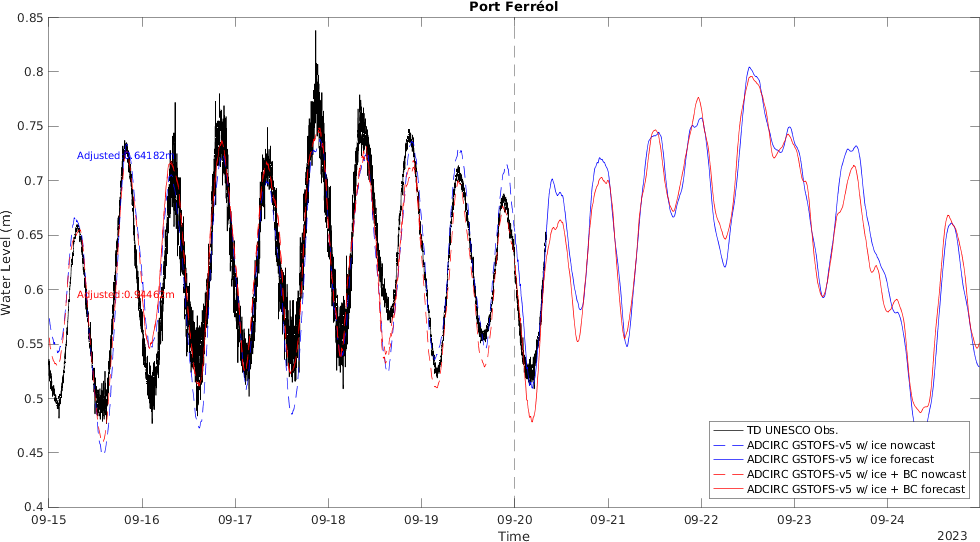 Port Ferréol
0.85
0.8
0.75
0.7
0.65
0.6
0.55
0.5
0.45
0.4
Water Level (m)
Adjusted:
64182m
Adjusted:0.9446
m
TD UNESCO Obs.
ADCIRC GSTOFS-v5 w/ ice nowcast
ADCIRC GSTOFS-v5 w/ ice forecast
ADCIRC GSTOFS-v5 w/ ice + BC nowcast
ADCIRC GSTOFS-v5 w/ ice + BC forecast
09-15 09-16 09-17 09-18 09-19 09-20 09-21 09-22 09-23 09-24
Time
2023